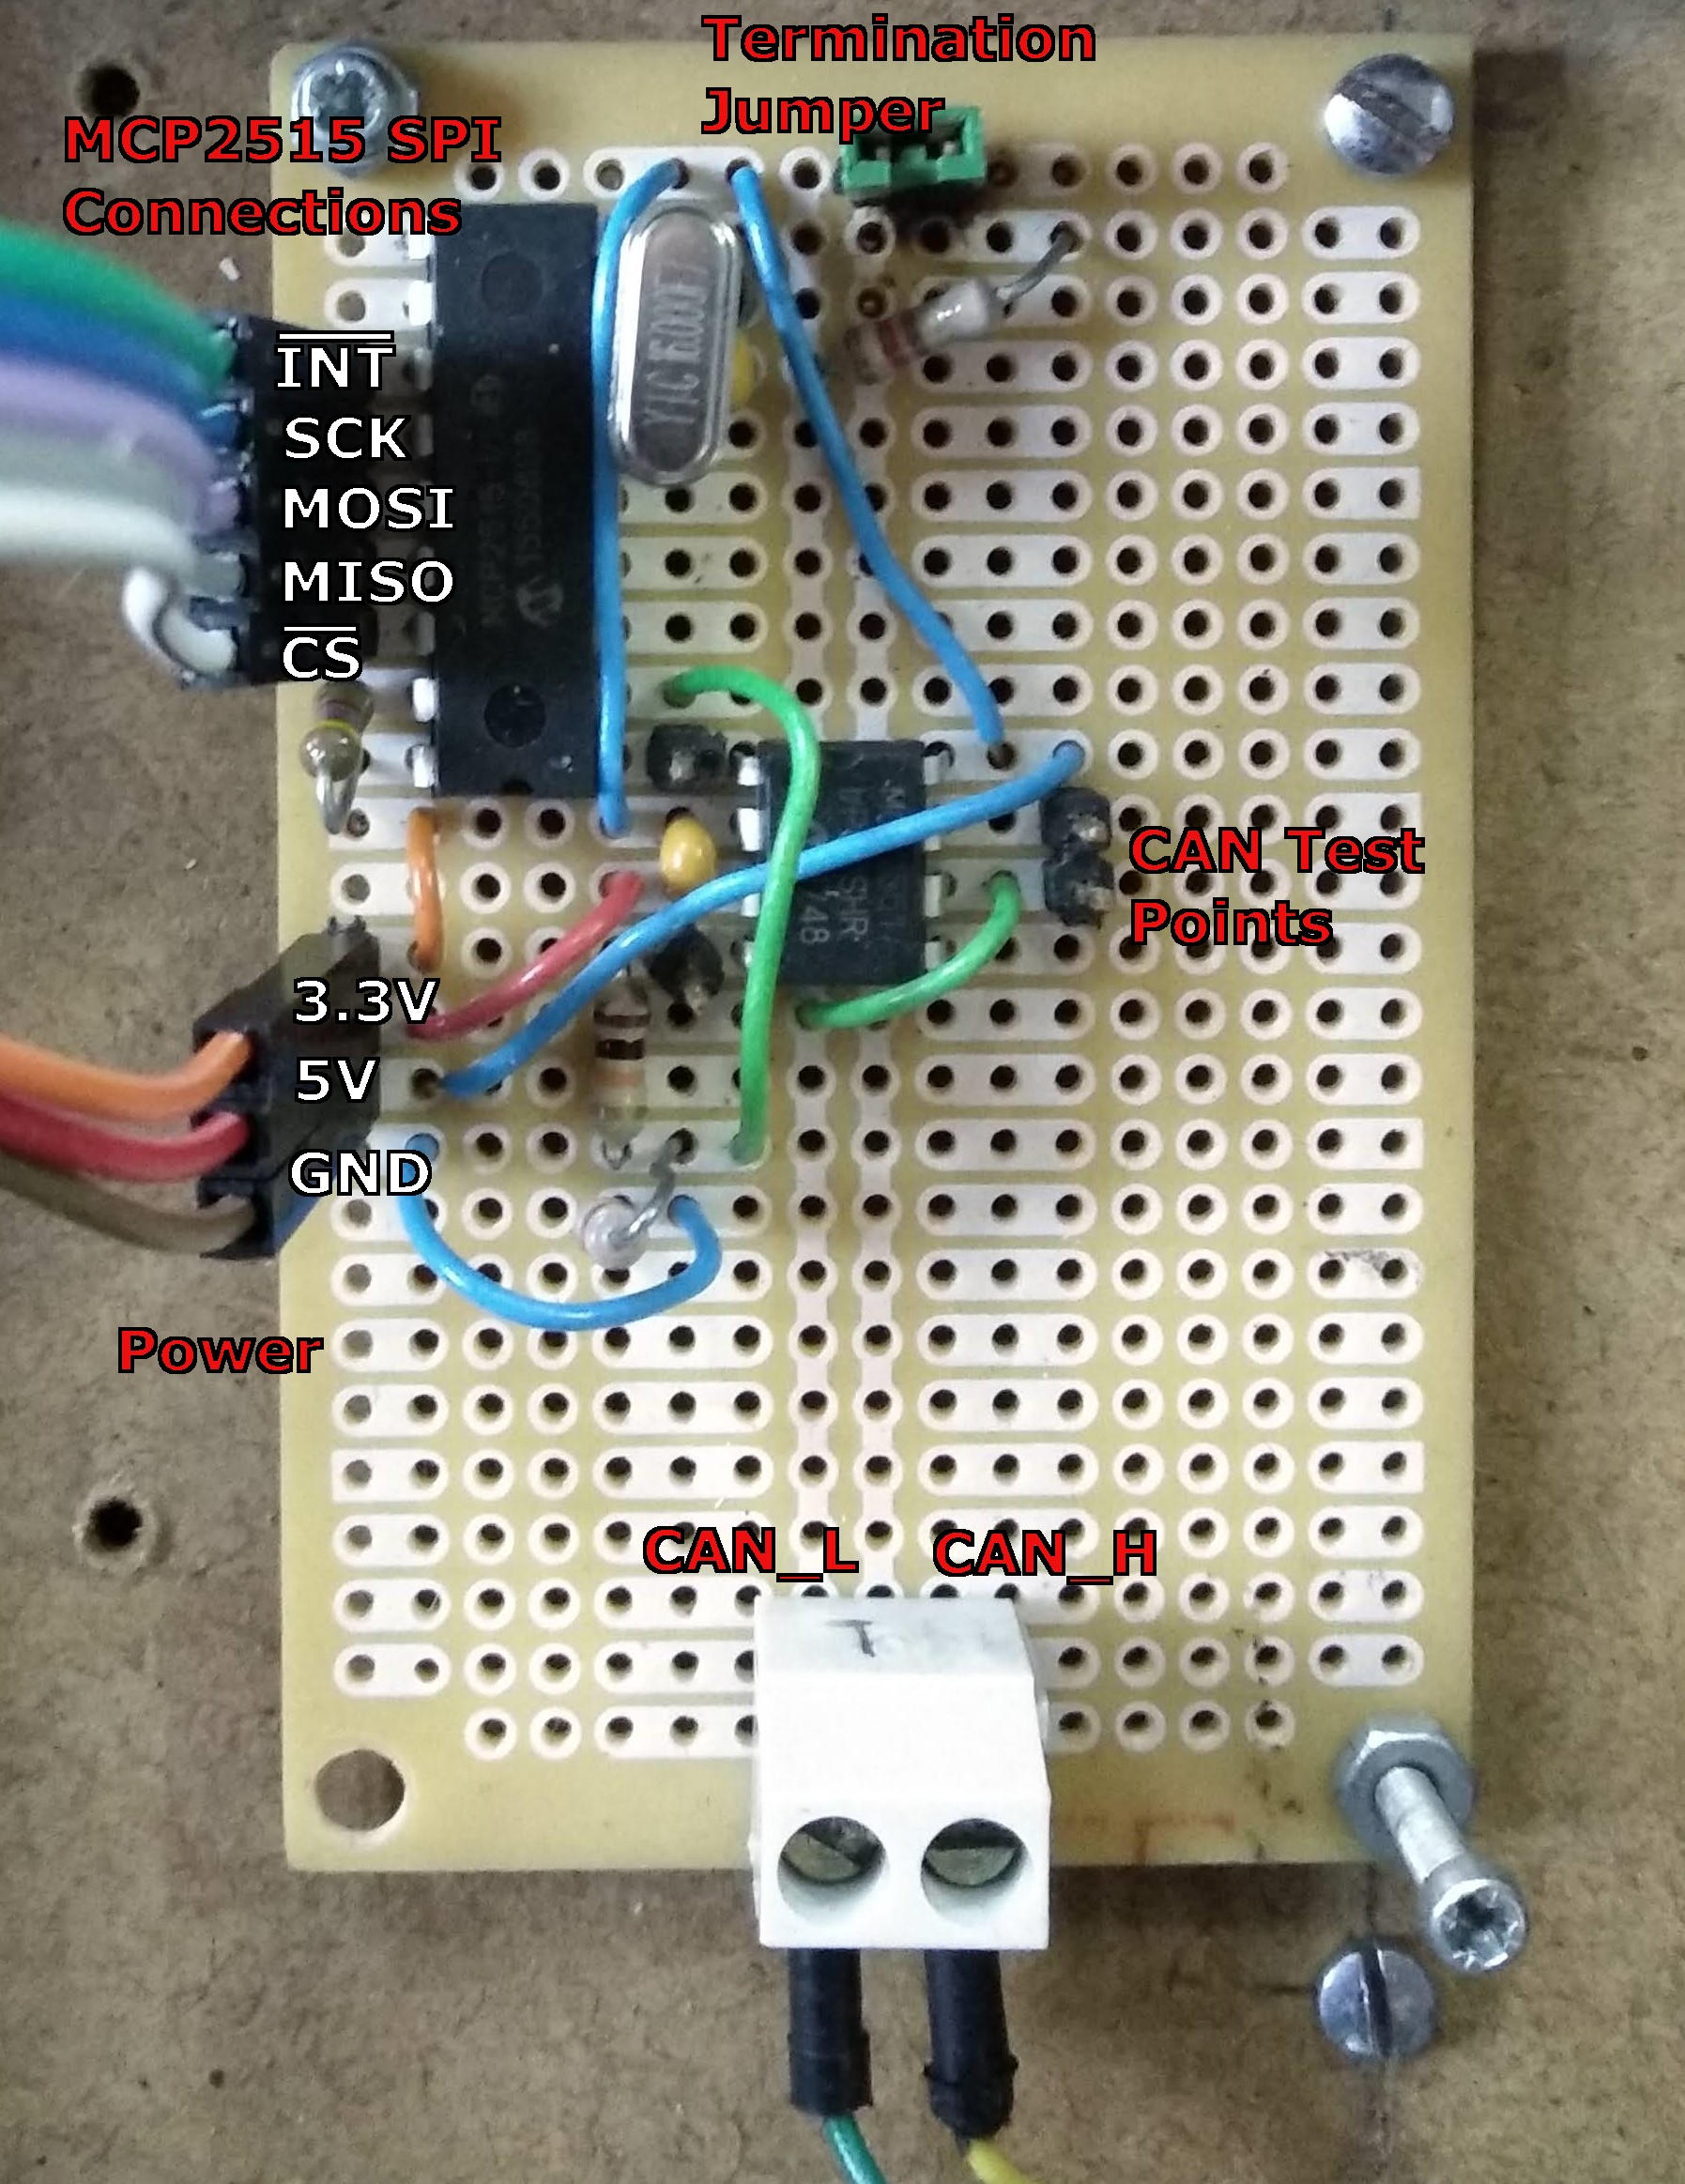 Termination
Jumper
MCP2515 SPI
Connections
INT
SCK
MOSI
MISO
CS
CAN Test
Points
3.3V
5V
GND
Power
CAN_L CAN_H